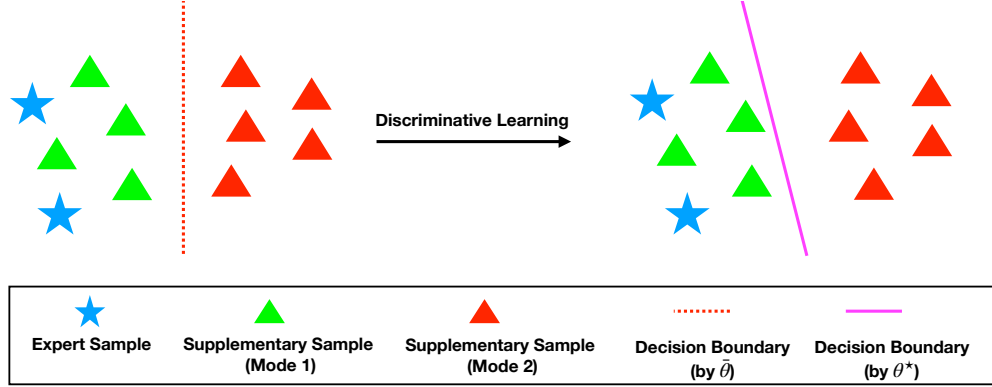 Discriminative Learning
Expert Sample
Supplementary Sample
(Mode 1)
Supplementary Sample
(Mode 2)
Decision Boundary
(by θ̄)
Decision Boundary
(by θ⋆)